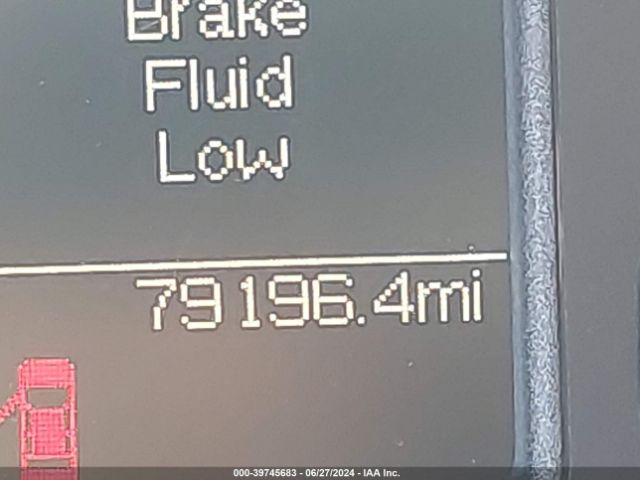 Brake
Fluid
Low
79196.4mi
000-39745683 - 06/27/2024 - IAA Inc.